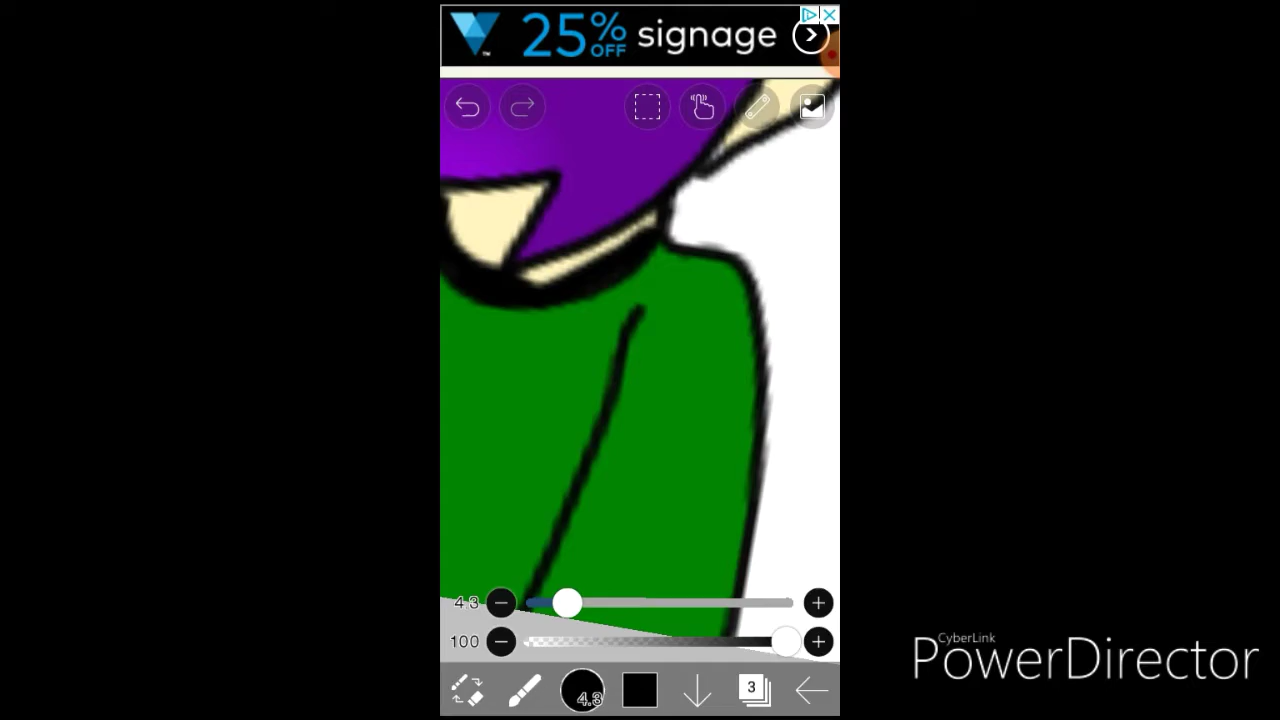 25% OFF signage
4.3
100
4.3
3
CyberLink
PowerDirector